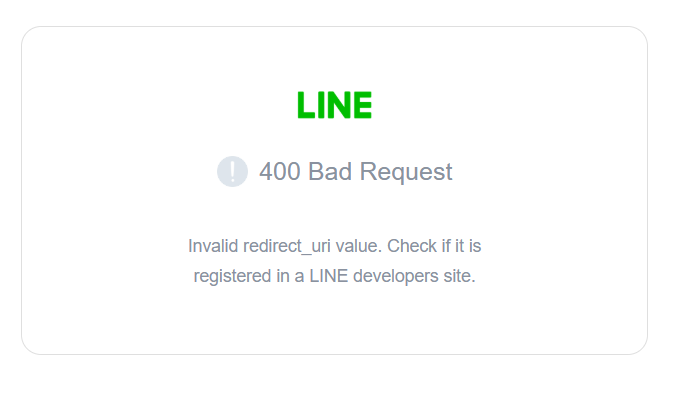 LINE
400 Bad Request
Invalid redirect_uri value. Check if it is
registered in a LINE developers site.